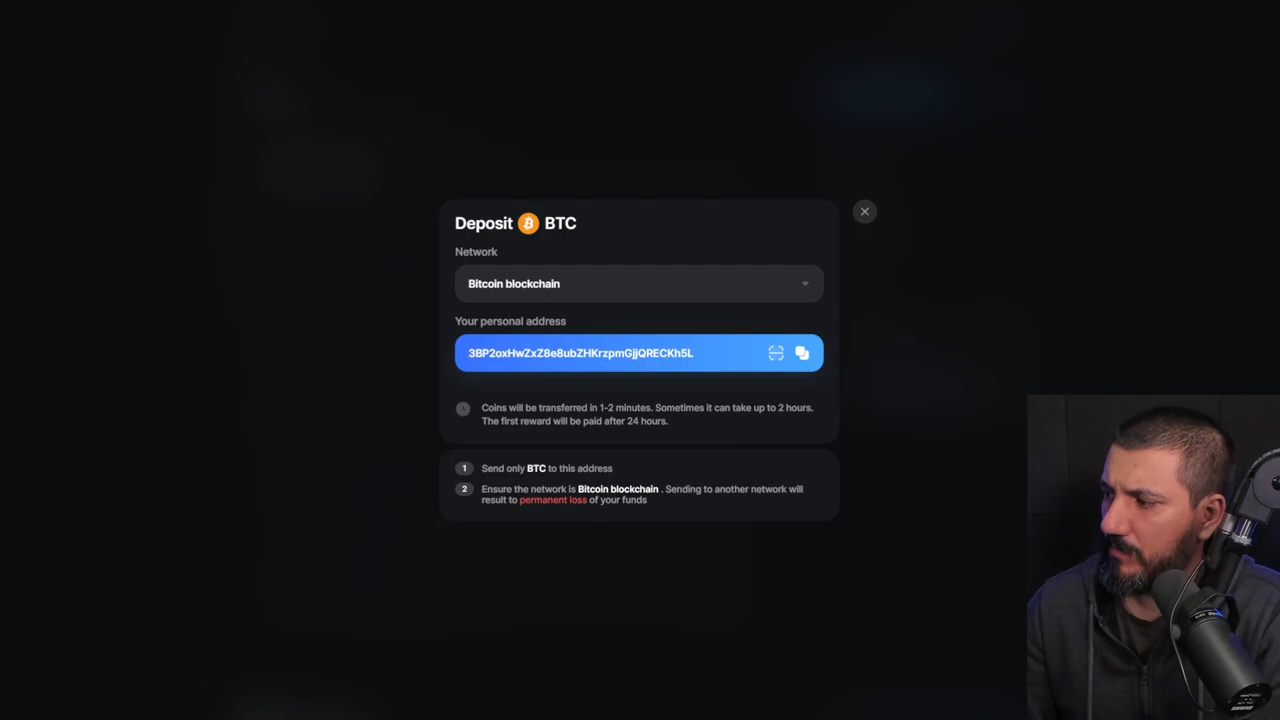 Deposit BTC
Network
Bitcoin blockchain
Your personal address
3BP2oxHwZxZ8e8ubZHKrzpmGjjQRECKh5L
Coins will be transferred in 1-2 minutes. Sometimes it can take up to 2 hours.
The first reward will be paid after 24 hours.
1 Send only BTC to this address
2 Ensure the network is Bitcoin blockchain . Sending to another network will
result to permanent loss of your funds